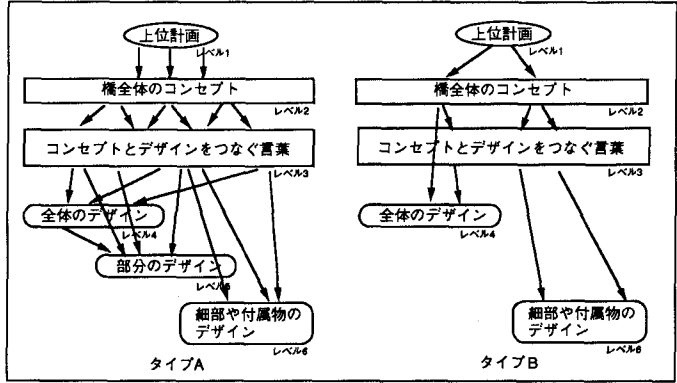 上位計画
レベル1
橋全体のコンセプト
レベル2
コンセプトとデザインをつなぐ言葉
レベル3
全体のデザイン
レベル4
部分のデザイン
レベル5
細部や付属物の
デザイン
レベル6
タイプA
上位計画
レベル1
橋全体のコンセプト
レベル2
コンセプトとデザインをつなぐ言葉
レベル3
全体のデザイン
レベル4
細部や付属物の
デザイン
レベル6
タイプB